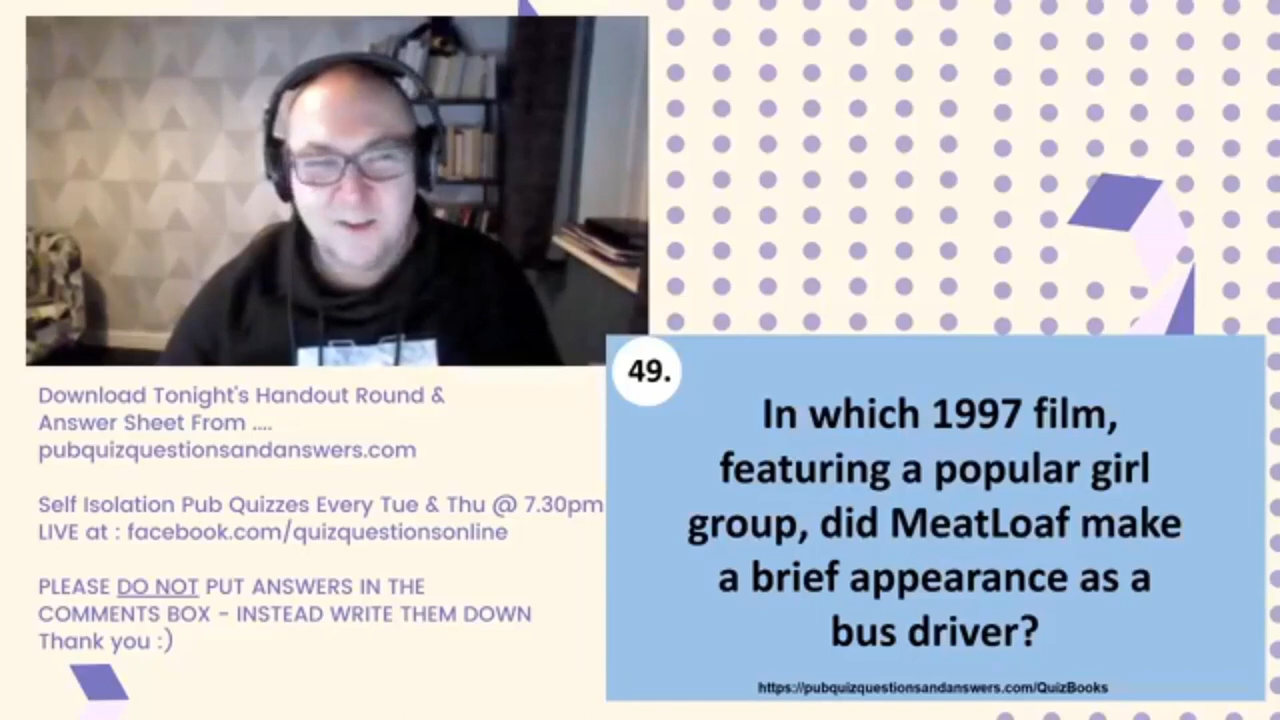 Download Tonight's Handout Round &
Answer Sheet From ....
pubquizquestionsandanswers.com
Self Isolation Pub Quizzes Every Tue & Thu @ 7.30pm
LIVE at : facebook.com/quizquestionsonline
PLEASE DO NOT PUT ANSWERS IN THE
COMMENTS BOX - INSTEAD WRITE THEM DOWN
Thank you :)
49.
In which 1997 film,
featuring a popular girl
group, did MeatLoaf make
a brief appearance as a
bus driver?
https://pubquizquestionsandanswers.com/QuizBooks